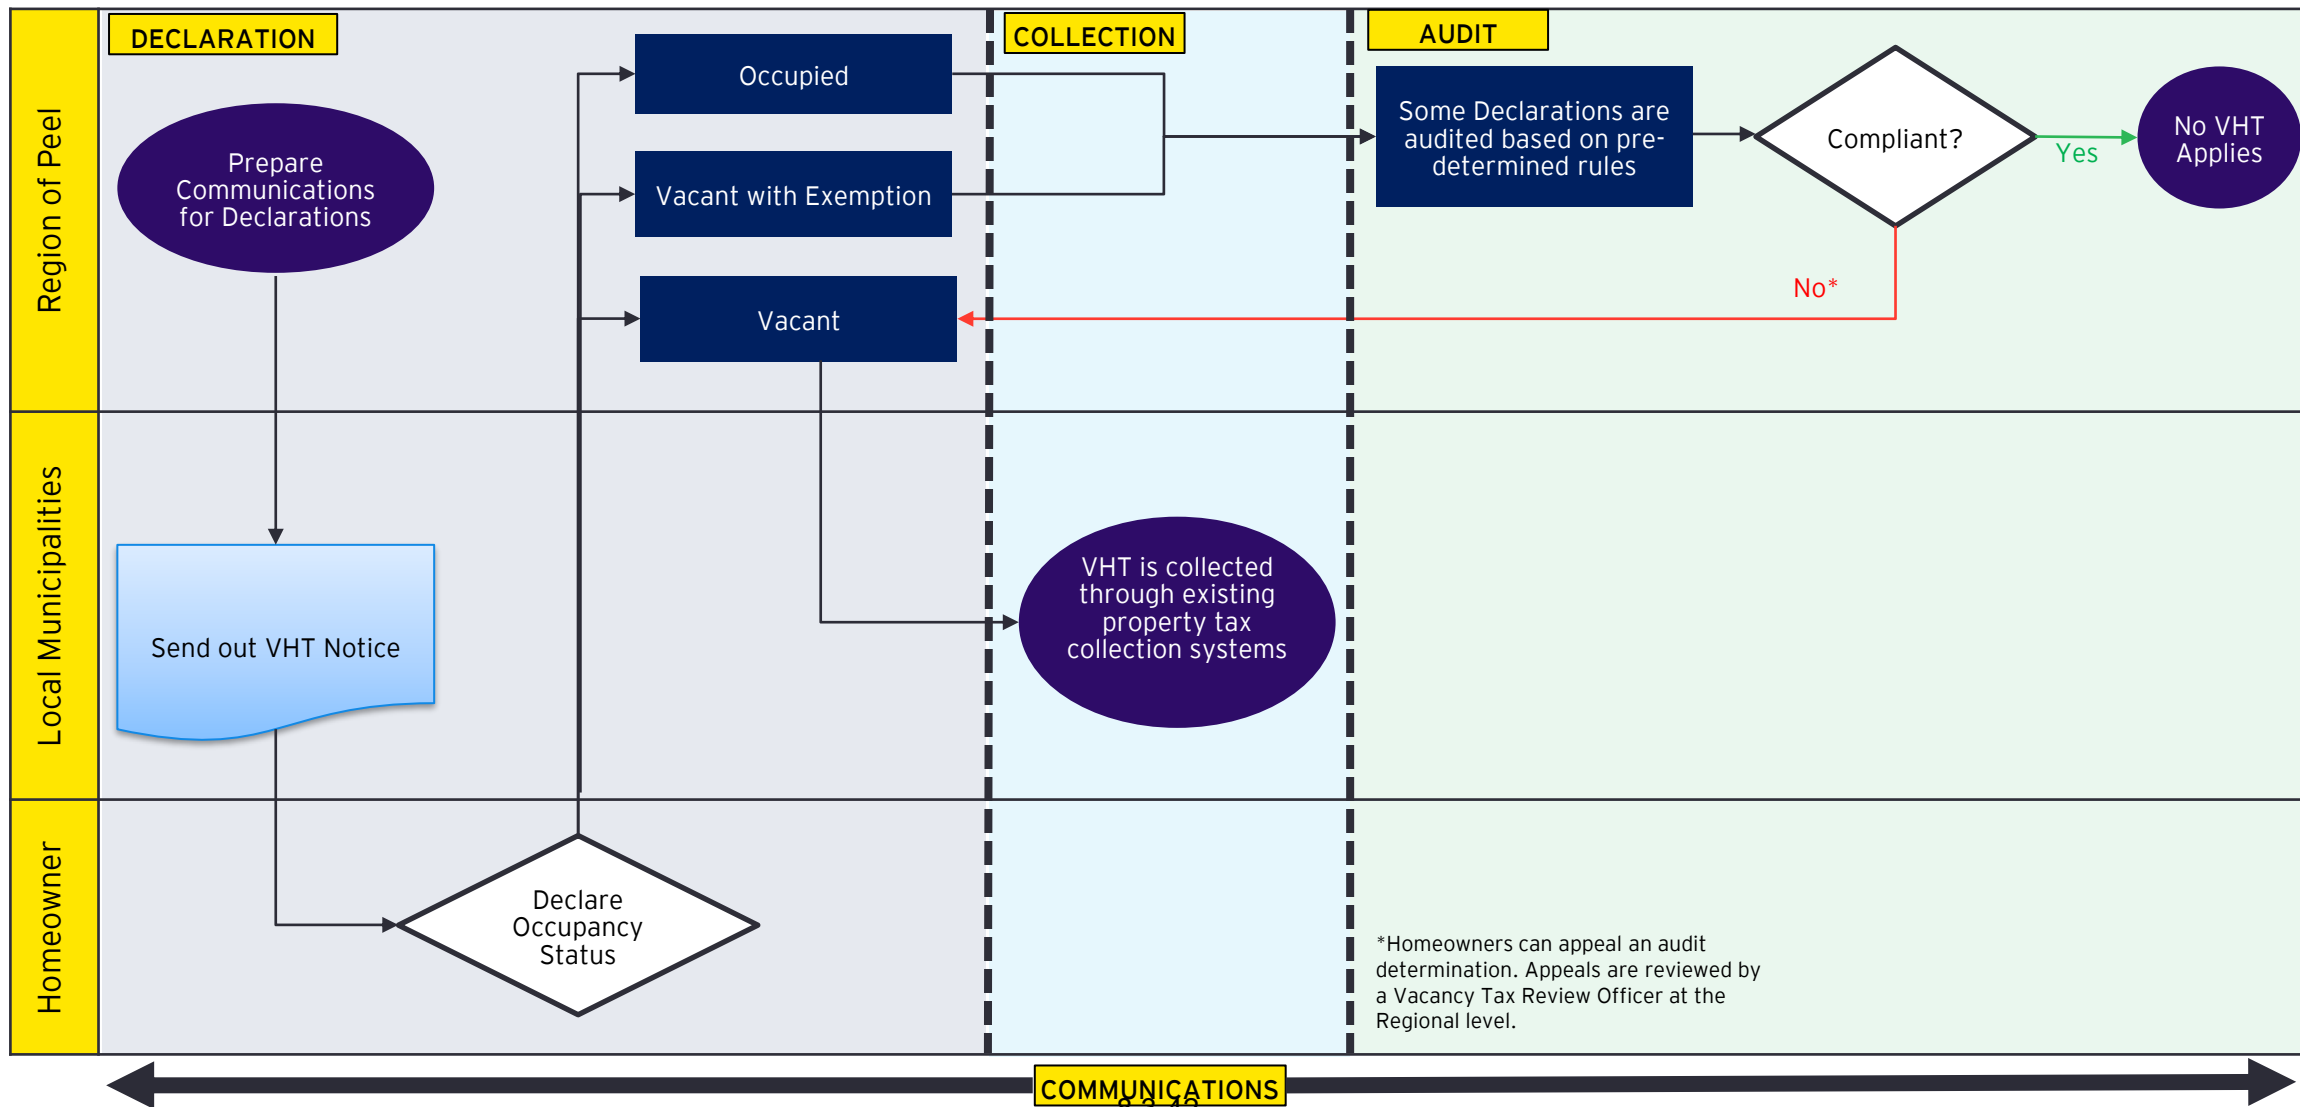 DECLARATION
COLLECTION
AUDIT
Region of Peel
Prepare
Communications
for Declarations
Occupied
Vacant with Exemption
Vacant
Some Declarations are
audited based on pre-
determined rules
Compliant?
Yes
No VHT
Applies
No*
Local Municipalities
Send out VHT Notice
VHT is collected
through existing
property tax
collection systems
Homeowner
Declare
Occupancy
Status
*Homeowners can appeal an audit
determination. Appeals are reviewed by
a Vacancy Tax Review Officer at the
Regional level.
COMMUNICATIONS
8.3-42